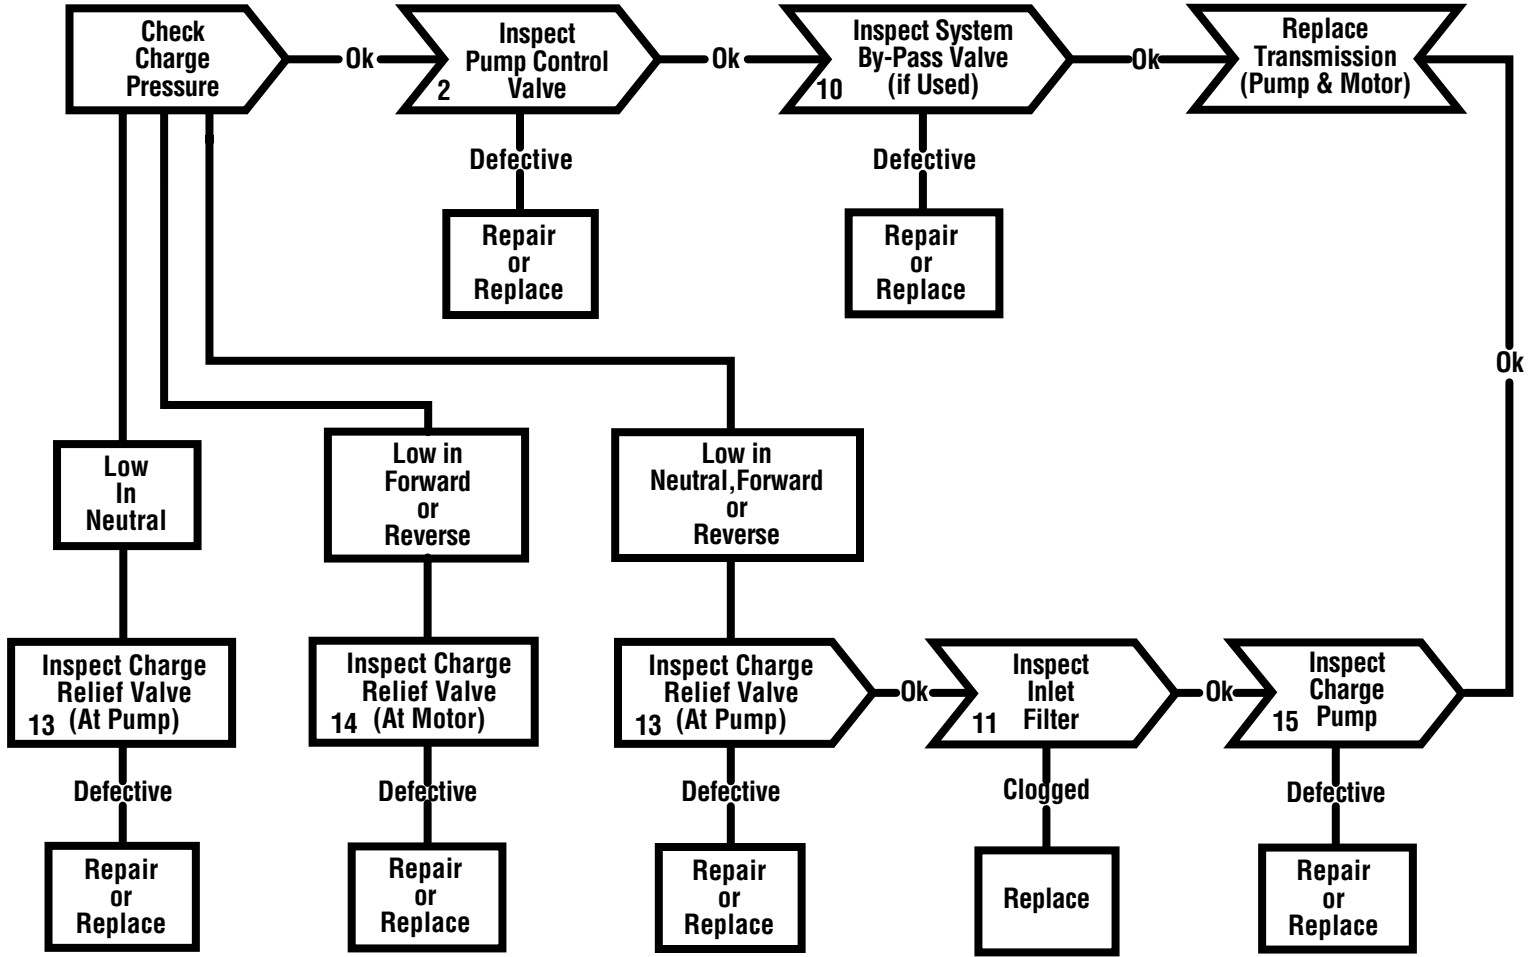 Check
Charge
Pressure
Ok
Inspect
Pump Control
Valve
2
Ok
Inspect System
By-Pass Valve
(if Used)
10
Ok
Replace
Transmission
(Pump & Motor)
Defective
Defective
Repair
or
Replace
Repair
or
Replace
Ok
Low
In
Neutral
Low in
Forward
or
Reverse
Low in
Neutral,Forward
or
Reverse
Inspect Charge
Relief Valve
13 (At Pump)
Inspect Charge
Relief Valve
14 (At Motor)
Inspect Charge
Relief Valve
13 (At Pump)
Ok
Inspect
Inlet
Filter
11
Ok
Inspect
Charge
Pump
15
Defective
Defective
Defective
Clogged
Defective
Repair
or
Replace
Repair
or
Replace
Repair
or
Replace
Replace
Repair
or
Replace